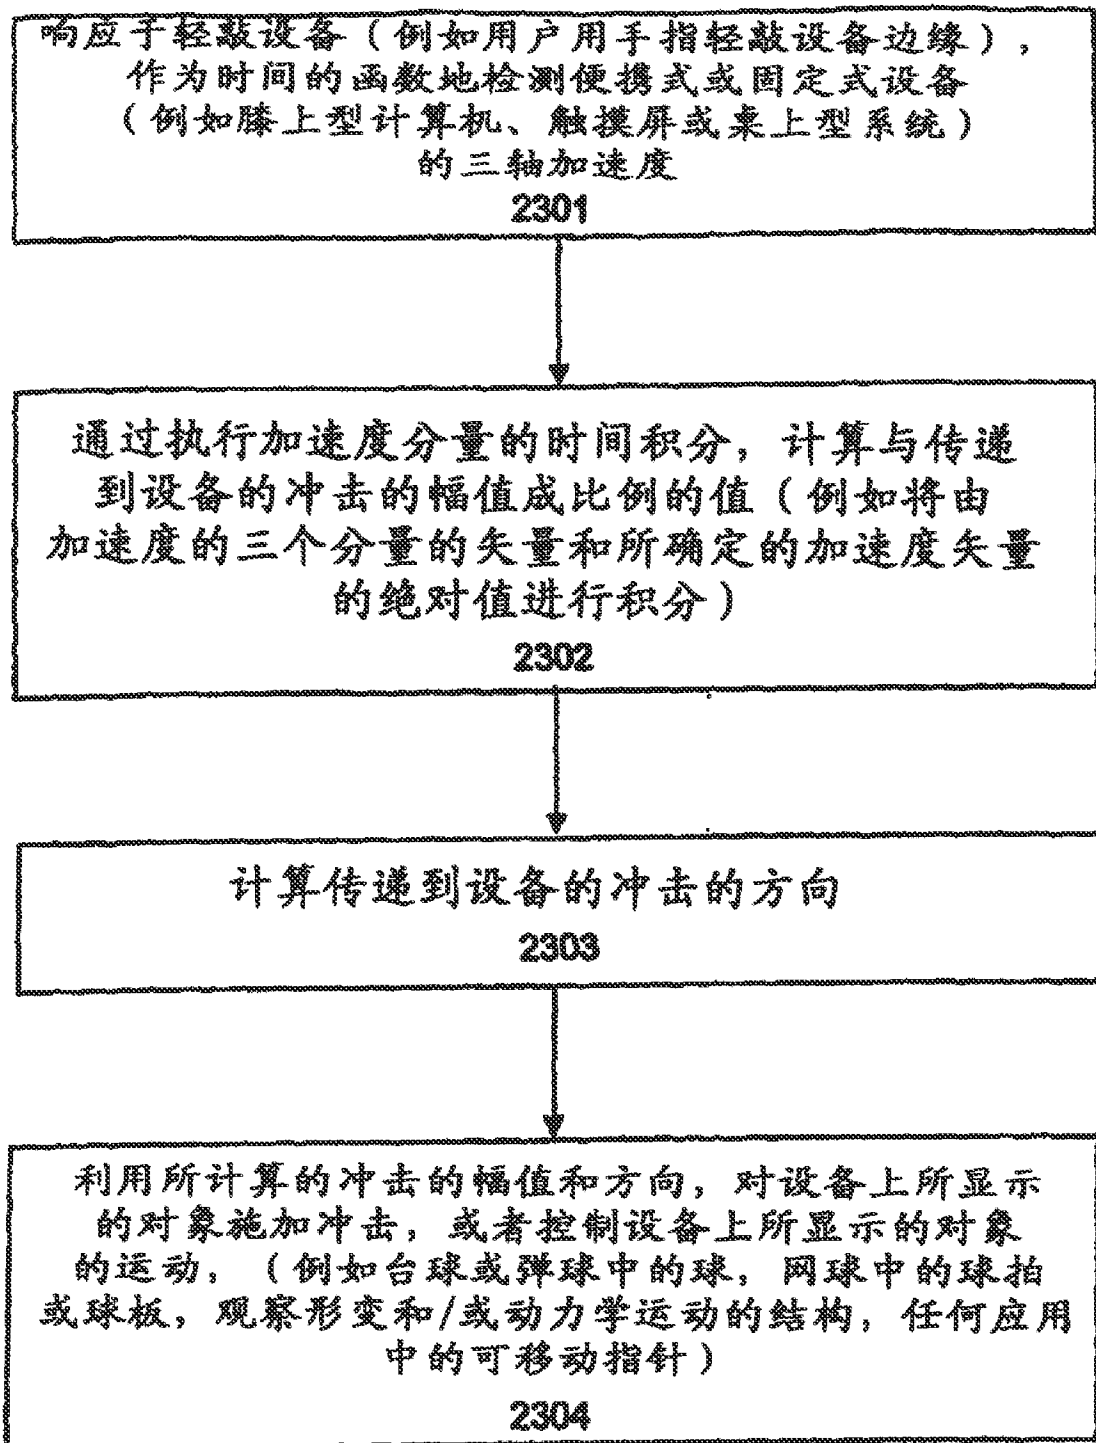 响应于轻敲设备（例如用户用手指轻敲设备边缘），
作为时间的函数地检测便携式或固定式设备
（例如膝上型计算机、触摸屏或桌上型系统）
的三轴加速度
2301
通过执行加速度分量的时间积分，计算与传递
到设备的冲击的幅值成比例的值（例如将由
加速度的三个分量的矢量和所确定的加速度矢量
的绝对值进行积分）
2302
计算传递到设备的冲击的方向
2303
利用所计算的冲击的幅值和方向，对设备上所显示
的对象施加冲击，或者控制设备上所显示的对象
的运动，（例如台球或弹球中的球，网球中的球拍
或球板，观察形变和/或动力学运动的结构，任何应用
中的可移动指针）
2304